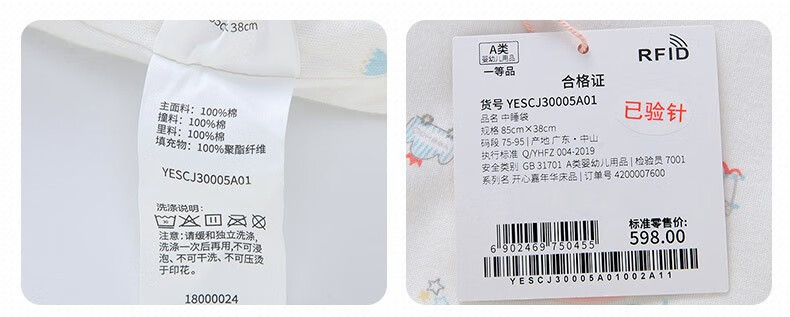 85cm×38cm
主面料：100%棉
撞料：100%棉
里料：100%棉
填充物：100%聚酯纤维
YESCJ30005A01
洗涤说明：
注意：请缓和独立洗涤，
洗涤一次后再用，不可浸
泡、不可干洗、不可压烫
于印花。
18000024
A类
婴幼儿用品
一等品
RFID
合格证
货号 YESCJ30005A01
品名 中睡袋
规格 85cm×38cm
码段 75-95 | 产地 广东·中山
执行标准 Q/YHFZ 004-2019
安全类别 GB 31701 A类婴幼儿用品 | 检验员 7001
系列名 开心嘉年华床品 | 订单号 4200007600
已验针
标准零售价：
598.00
6 902469 750455
YESCJ30005A01002A11